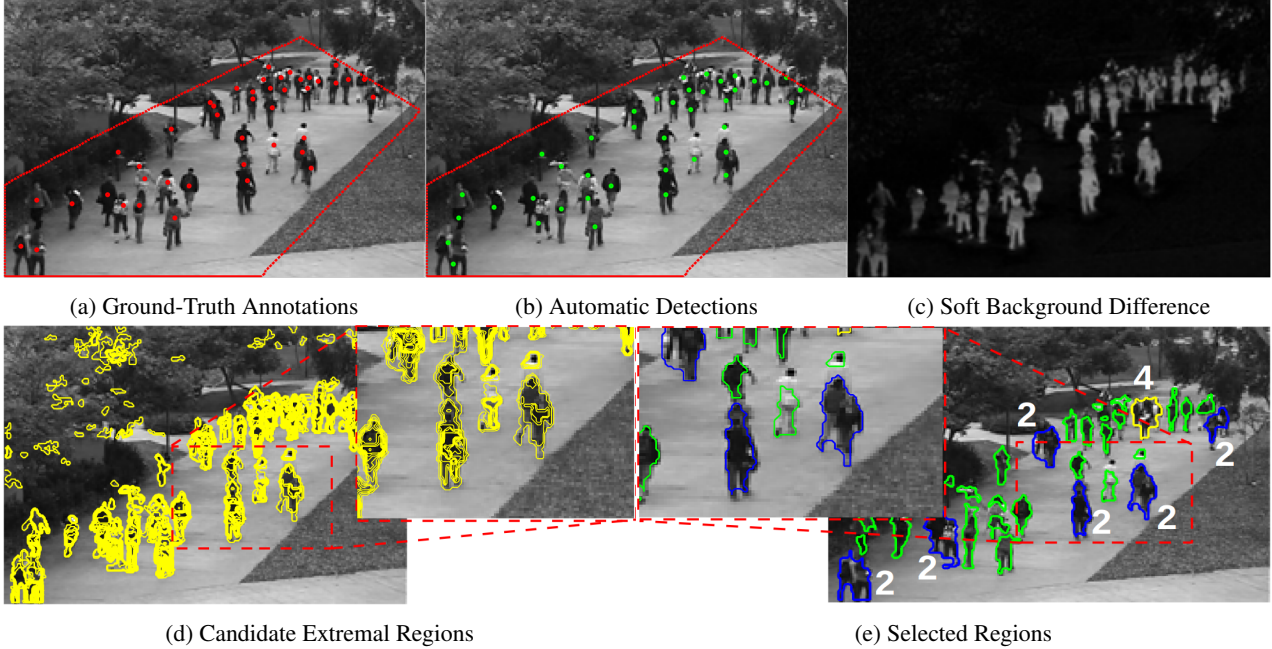 (a) Ground-Truth Annotations
(b) Automatic Detections
(c) Soft Background Difference
4
2
2
2
2
2
2
(d) Candidate Extremal Regions
(e) Selected Regions